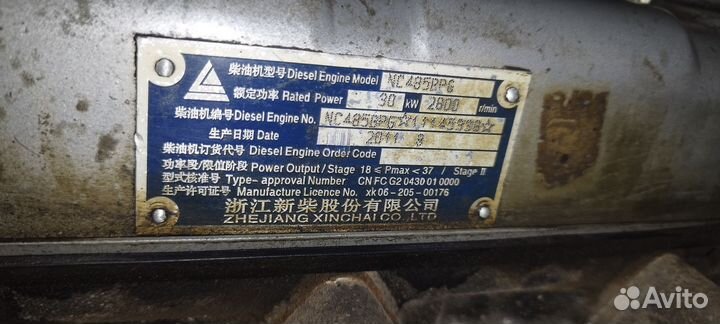 柴油机型号 Diesel Engine Model NC485BPG
额定功率 Rated Power 30 kW 2600 r/min
柴油机编号 Diesel Engine No. NC485BPG☆
生产日期 Date 2011 9
柴油机订货代号 Diesel Engine Order Code
功率段/限值阶段 Power Output/Stage 18≤Pmax<37 / Stage II
型式核准号 Type-approval Number CN FC G2 0430 01 0000
生产许可证号 Manufacture Licence No. xk06-205-00176
浙江新柴股份有限公司
ZHEJIANG XINCHAI CO.,LTD
Avito